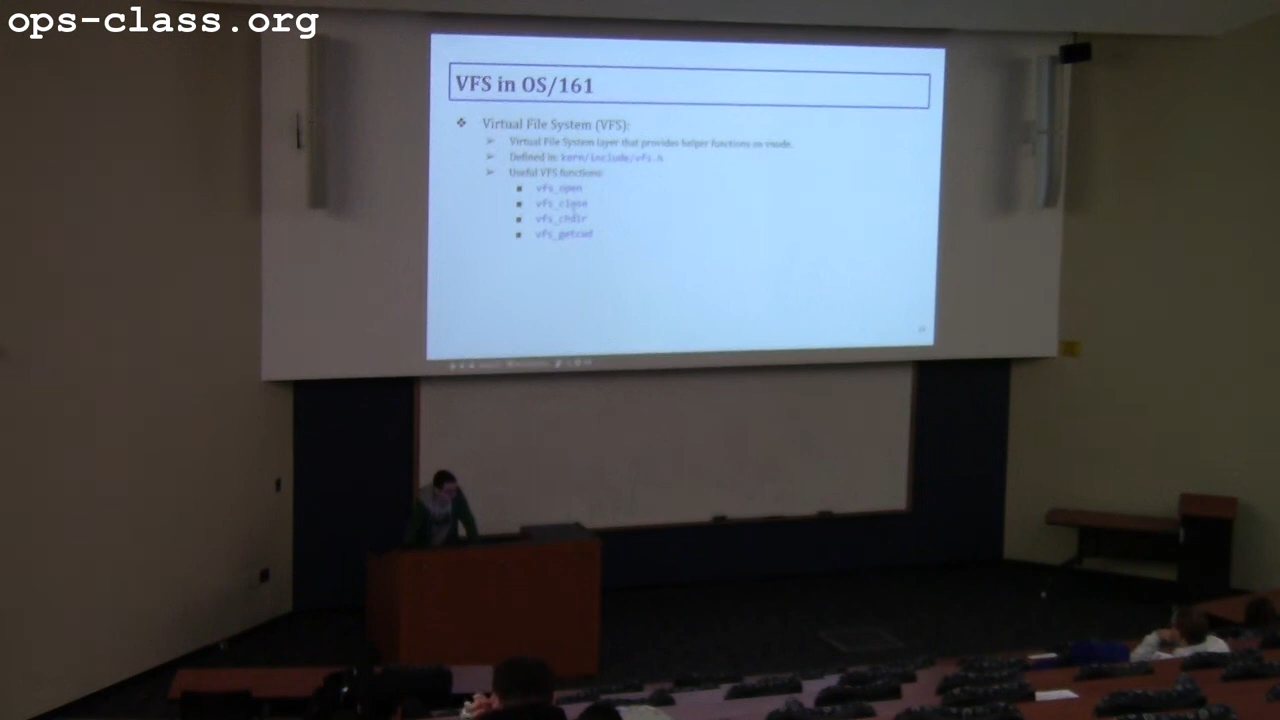 ops-class.org
VFS in OS/161
❖ Virtual File System (VFS):
➢ Virtual File System layer that provides helper functions on vnode.
➢ Defined in: kern/include/vfs.h
➢ Useful VFS functions:
▪ vfs_open
▪ vfs_close
▪ vfs_chdir
▪ vfs_getcwd